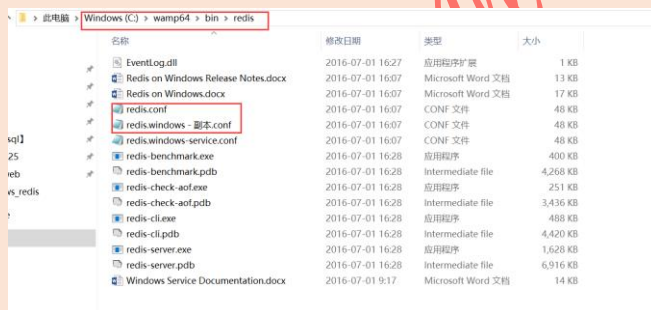 此电脑 > Windows (C:) > wamp64 > bin > redis
名称 修改日期 类型 大小
EventLog.dll 2016-07-01 16:27 应用程序扩展 1 KB
Redis on Windows Release Notes.docx 2016-07-01 16:07 Microsoft Word 文档 13 KB
Redis on Windows.docx 2016-07-01 16:07 Microsoft Word 文档 17 KB
redis.conf 2016-07-01 16:07 CONF 文件 48 KB
redis.windows - 副本.conf 2016-07-01 16:07 CONF 文件 48 KB
redis.windows-service.conf 2016-07-01 16:07 CONF 文件 48 KB
sql】
25 redis-benchmark.exe 2016-07-01 16:28 应用程序 400 KB
web redis-benchmark.pdb 2016-07-01 16:28 Intermediate file 4,268 KB
vs_redis redis-check-aof.exe 2016-07-01 16:28 应用程序 251 KB
redis-check-aof.pdb 2016-07-01 16:28 Intermediate file 3,436 KB
redis-cli.exe 2016-07-01 16:28 应用程序 488 KB
redis-cli.pdb 2016-07-01 16:28 Intermediate file 4,420 KB
redis-server.exe 2016-07-01 16:28 应用程序 1,628 KB
redis-server.pdb 2016-07-01 16:28 Intermediate file 6,916 KB
Windows Service Documentation.docx 2016-07-01 9:17 Microsoft Word 文档 14 KB